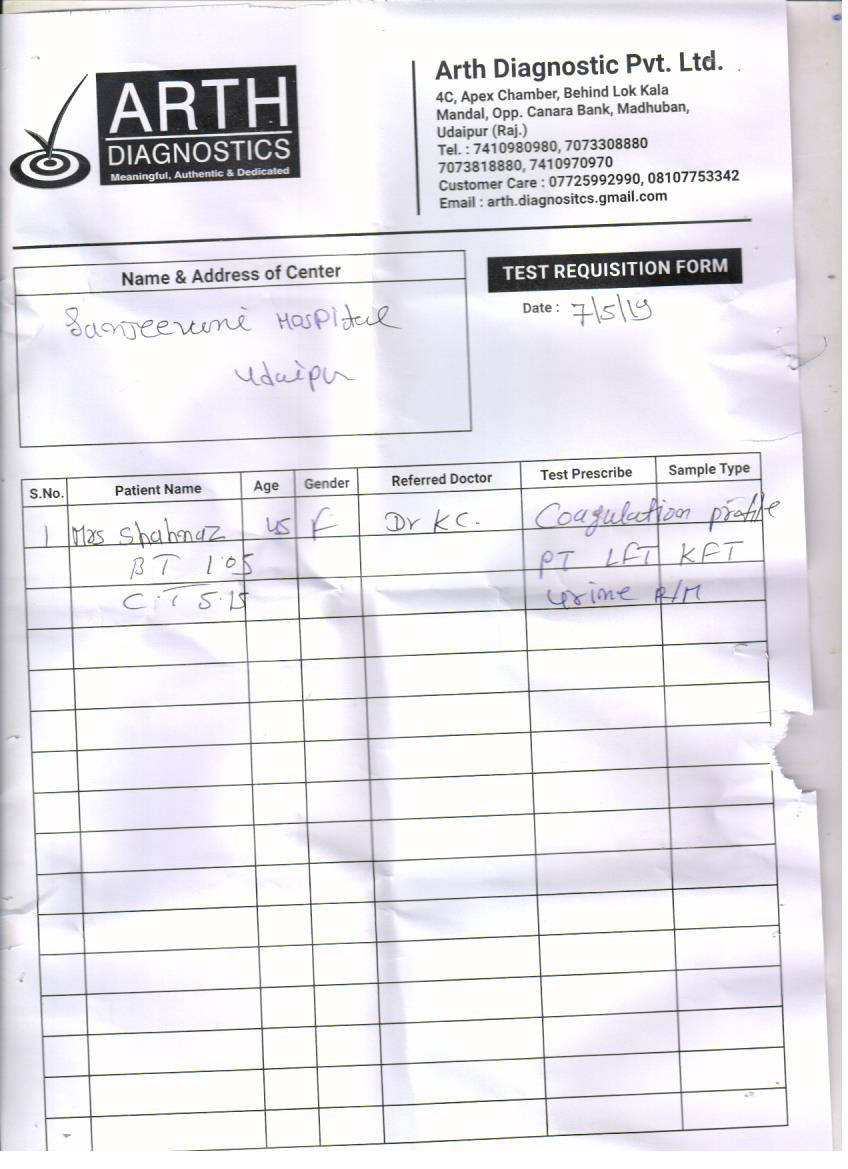 ARTH
DIAGNOSTICS
Meaningful, Authentic & Dedicated
Arth Diagnostic Pvt. Ltd.
4C, Apex Chamber, Behind Lok Kala
Mandal, Opp. Canara Bank, Madhuban,
Udaipur (Raj.)
Tel. : 7410980980, 7073308880
7073818880, 7410970970
Customer Care : 07725992990, 08107753342
Email : arth.diagnositcs.gmail.com
Name & Address of Center
Sanjeevani Hospital
Udaipur
TEST REQUISITION FORM
Date : 7/5/19
S.No. Patient Name Age Gender Referred Doctor Test Prescribe Sample Type
1 Mrs Shahnaz 45 F Dr KC. Coagulation profile
BT 1.05 PT LFT KFT
CT 5.15 Urine R/M